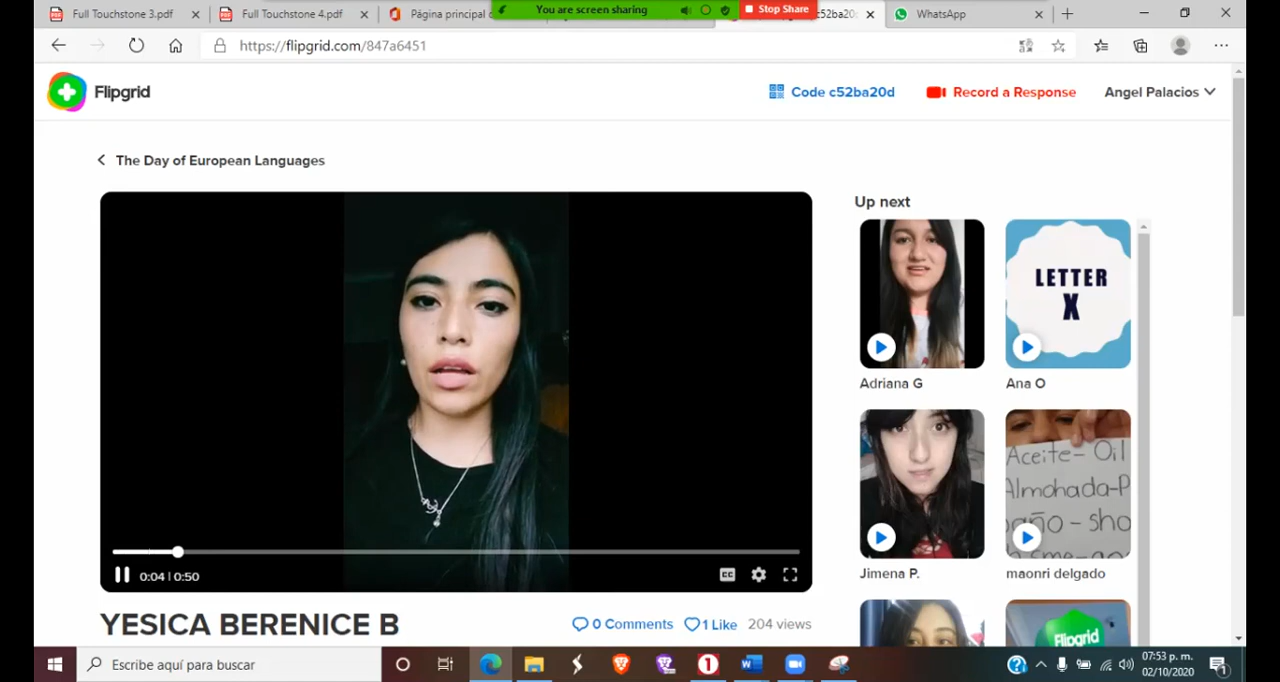 Full Touchstone 3.pdf
Full Touchstone 4.pdf
Página principal
You are screen sharing
Stop Share
c52ba20
WhatsApp
https://flipgrid.com/847a6451
Flipgrid
Code c52ba20d
Record a Response
Angel Palacios
The Day of European Languages
Up next
LETTER
X
Adriana G
Ana O
Aceite- Oil
Almohada-P
año - sho
Jimena P.
maonri delgado
0:04 | 0:50
CC
YESICA BERENICE B
0 Comments
1 Like
204 views
Flipgrid
Escribe aquí para buscar
07:53 p. m.
02/10/2020